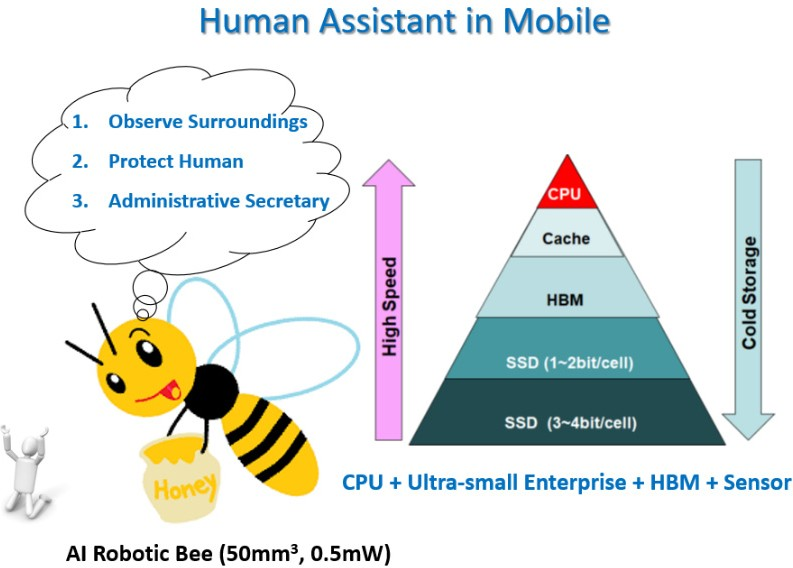 Human Assistant in Mobile
1. Observe Surroundings
2. Protect Human
3. Administrative Secretary
High Speed
CPU
Cache
HBM
SSD (1~2bit/cell)
SSD (3~4bit/cell)
Cold Storage
Honey
CPU + Ultra-small Enterprise + HBM + Sensor
AI Robotic Bee (50mm³, 0.5mW)